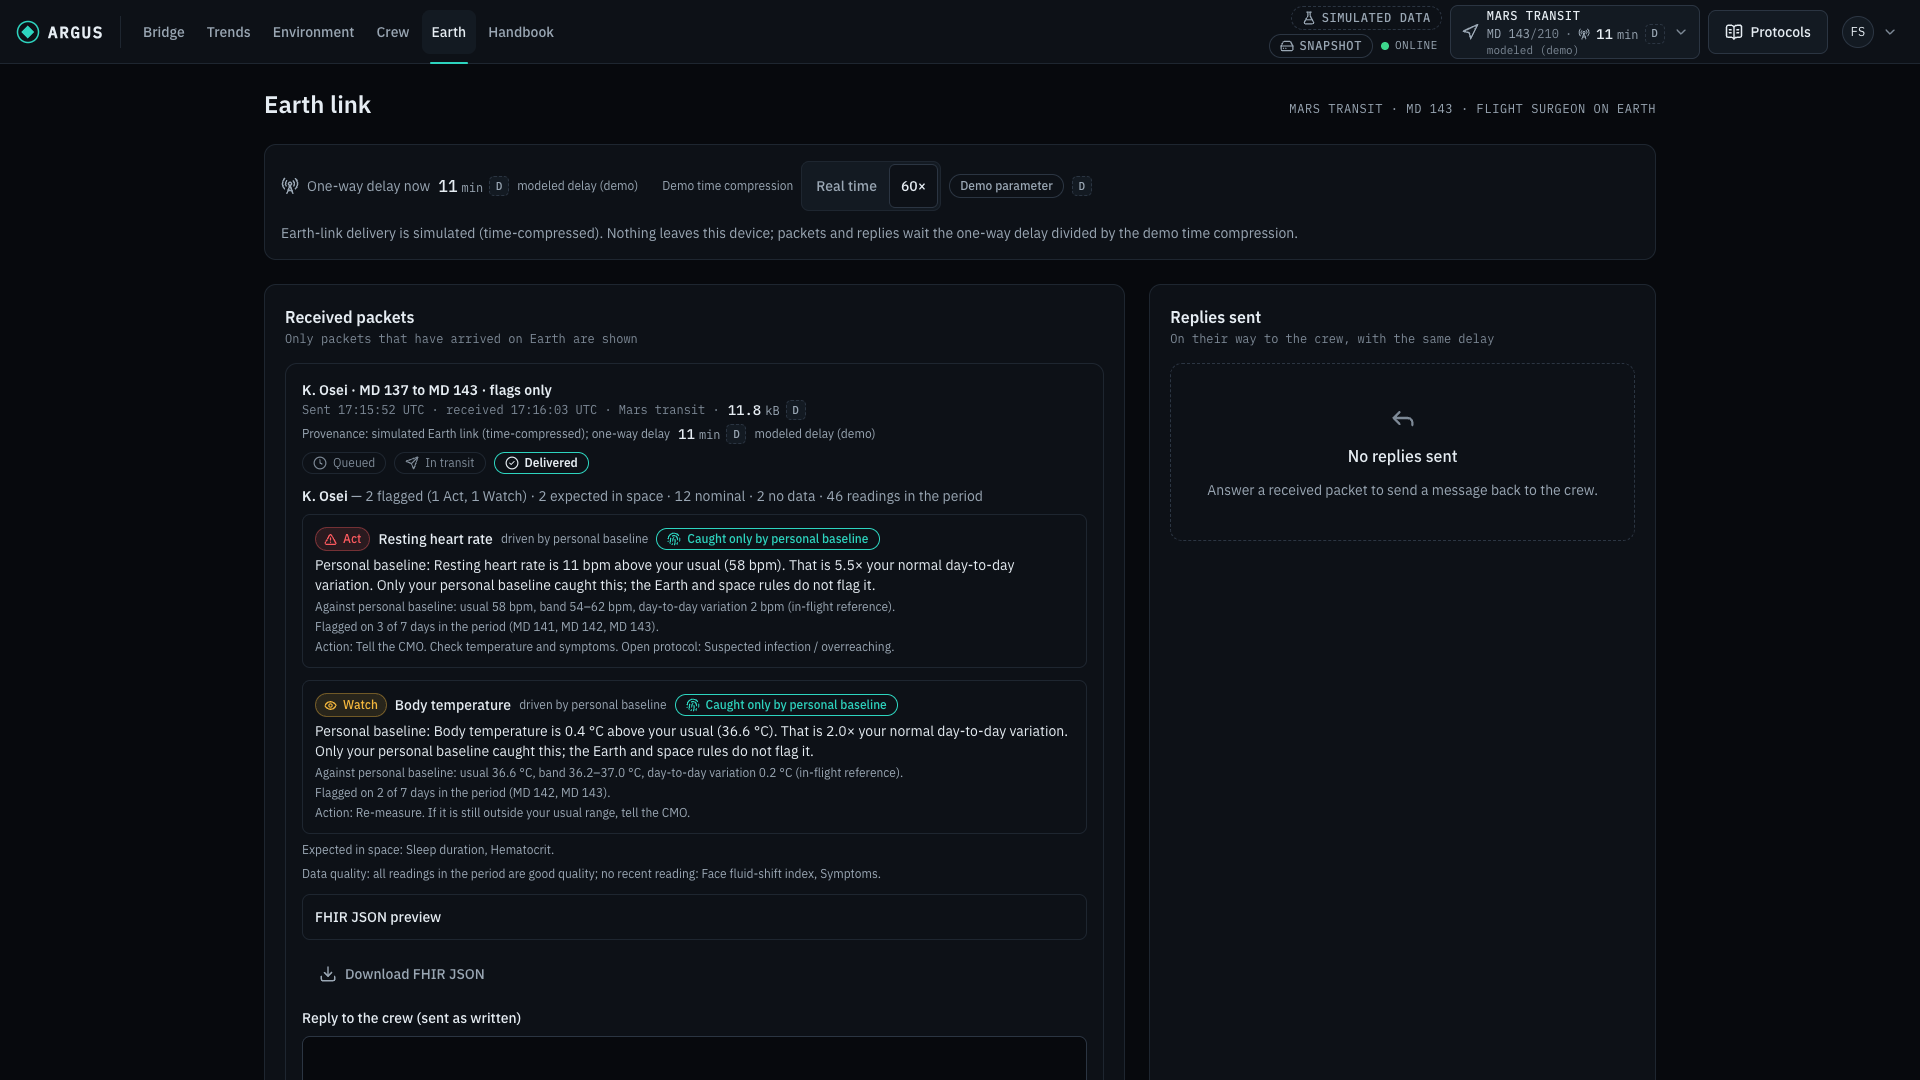 ARGUS
Bridge
Trends
Environment
Crew
Earth
Handbook
SIMULATED DATA
SNAPSHOT
ONLINE
MARS TRANSIT
MD 143/210 · 11 min D
modeled (demo)
Protocols
FS
Earth link
MARS TRANSIT · MD 143 · FLIGHT SURGEON ON EARTH
One-way delay now 11 min D modeled delay (demo) Demo time compression Real time 60× Demo parameter D
Earth-link delivery is simulated (time-compressed). Nothing leaves this device; packets and replies wait the one-way delay divided by the demo time compression.
Received packets
Only packets that have arrived on Earth are shown
K. Osei · MD 137 to MD 143 · flags only
Sent 17:15:52 UTC · received 17:16:03 UTC · Mars transit · 11.8 kB D
Provenance: simulated Earth link (time-compressed); one-way delay 11 min D modeled delay (demo)
Queued In transit Delivered
K. Osei — 2 flagged (1 Act, 1 Watch) · 2 expected in space · 12 nominal · 2 no data · 46 readings in the period
Act Resting heart rate driven by personal baseline Caught only by personal baseline
Personal baseline: Resting heart rate is 11 bpm above your usual (58 bpm). That is 5.5× your normal day-to-day
variation. Only your personal baseline caught this; the Earth and space rules do not flag it.
Against personal baseline: usual 58 bpm, band 54–62 bpm, day-to-day variation 2 bpm (in-flight reference).
Flagged on 3 of 7 days in the period (MD 141, MD 142, MD 143).
Action: Tell the CMO. Check temperature and symptoms. Open protocol: Suspected infection / overreaching.
Watch Body temperature driven by personal baseline Caught only by personal baseline
Personal baseline: Body temperature is 0.4 °C above your usual (36.6 °C). That is 2.0× your normal day-to-day variation.
Only your personal baseline caught this; the Earth and space rules do not flag it.
Against personal baseline: usual 36.6 °C, band 36.2–37.0 °C, day-to-day variation 0.2 °C (in-flight reference).
Flagged on 2 of 7 days in the period (MD 142, MD 143).
Action: Re-measure. If it is still outside your usual range, tell the CMO.
Expected in space: Sleep duration, Hematocrit.
Data quality: all readings in the period are good quality; no recent reading: Face fluid-shift index, Symptoms.
FHIR JSON preview
Download FHIR JSON
Reply to the crew (sent as written)
Replies sent
On their way to the crew, with the same delay
No replies sent
Answer a received packet to send a message back to the crew.